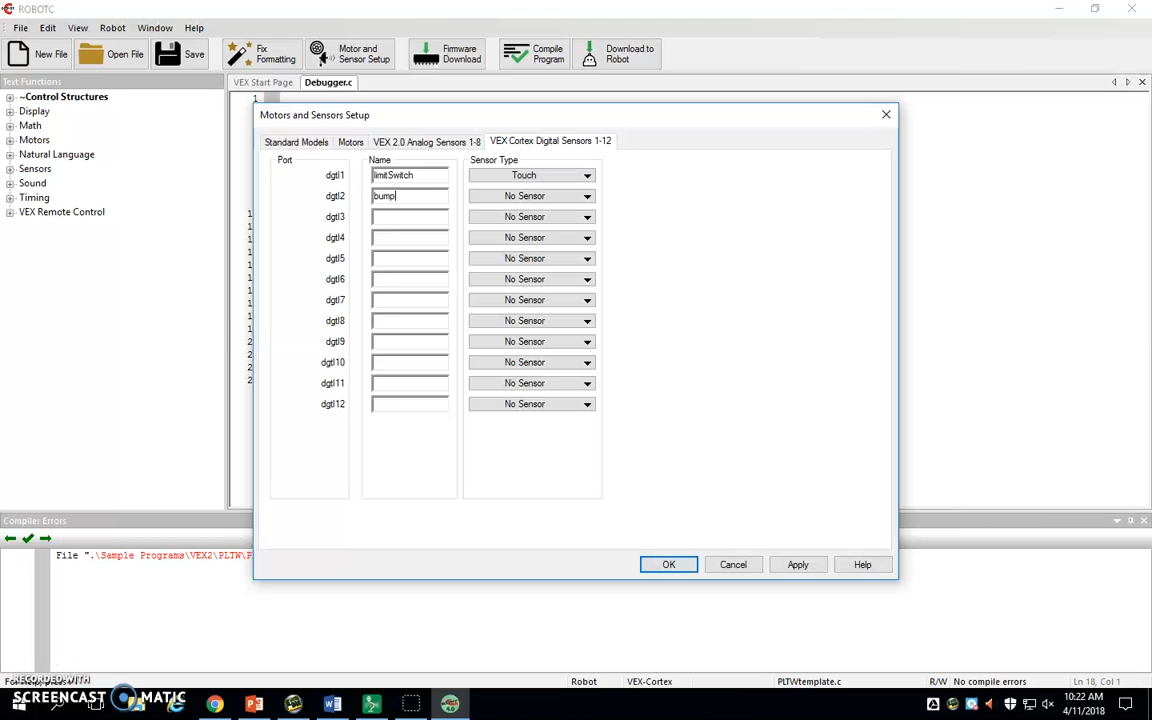 ROBOTC
File Edit View Robot Window Help
New File Open File Save Fix Formatting Motor and Sensor Setup Firmware Download Compile Program Download to Robot
Text Functions
VEX Start Page Debugger.c
~Control Structures
Display
Math
Motors
Natural Language
Sensors
Sound
Timing
VEX Remote Control
1
Motors and Sensors Setup
Standard Models Motors VEX 2.0 Analog Sensors 1-8 VEX Cortex Digital Sensors 1-12
Port Name Sensor Type
dgtl1 limitSwitch Touch
dgtl2 bump No Sensor
dgtl3 No Sensor
dgtl4 No Sensor
dgtl5 No Sensor
dgtl6 No Sensor
dgtl7 No Sensor
dgtl8 No Sensor
dgtl9 No Sensor
dgtl10 No Sensor
dgtl11 No Sensor
dgtl12 No Sensor
OK Cancel Apply Help
Compiler Errors
File ".\Sample Programs\VEX2\PLTW\P
Robot VEX-Cortex PLTWtemplate.c R/W No compile errors Ln 18, Col 1
RECORDED WITH
SCREENCAST MATIC
10:22 AM
4/11/2018